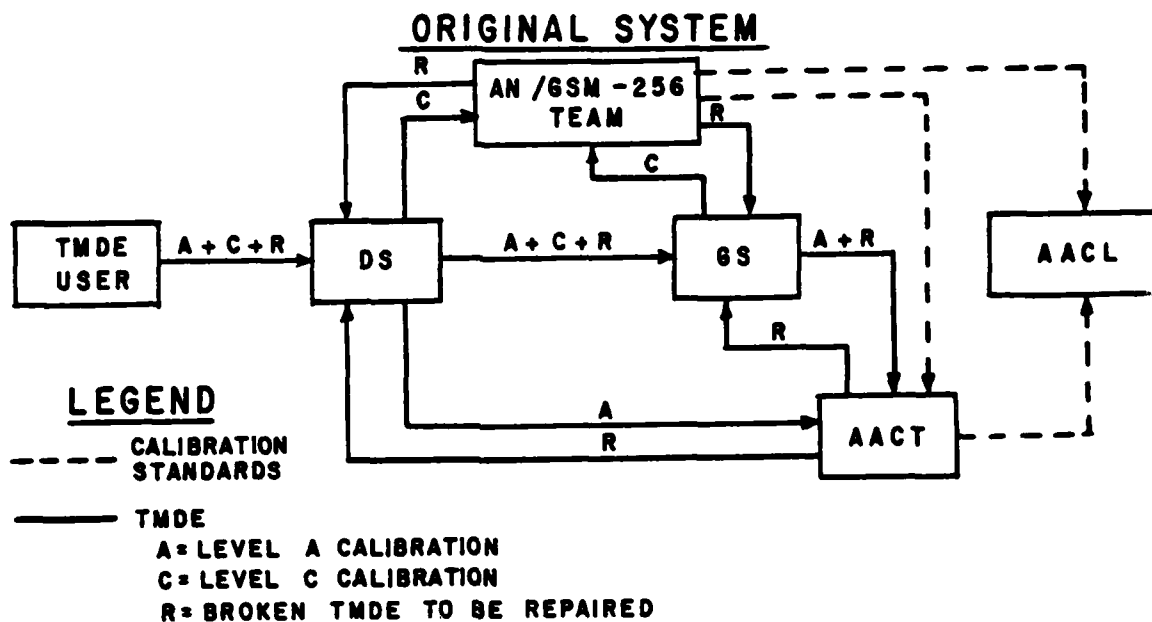 ORIGINAL SYSTEM
R
AN/GSM-256
TEAM
C
R
C
TMDE
USER
A+C+R
DS
A+C+R
GS
A+R
AACL
R
A
R
AACT
LEGEND
CALIBRATION
STANDARDS
TMDE
A= LEVEL A CALIBRATION
C= LEVEL C CALIBRATION
R= BROKEN TMDE TO BE REPAIRED